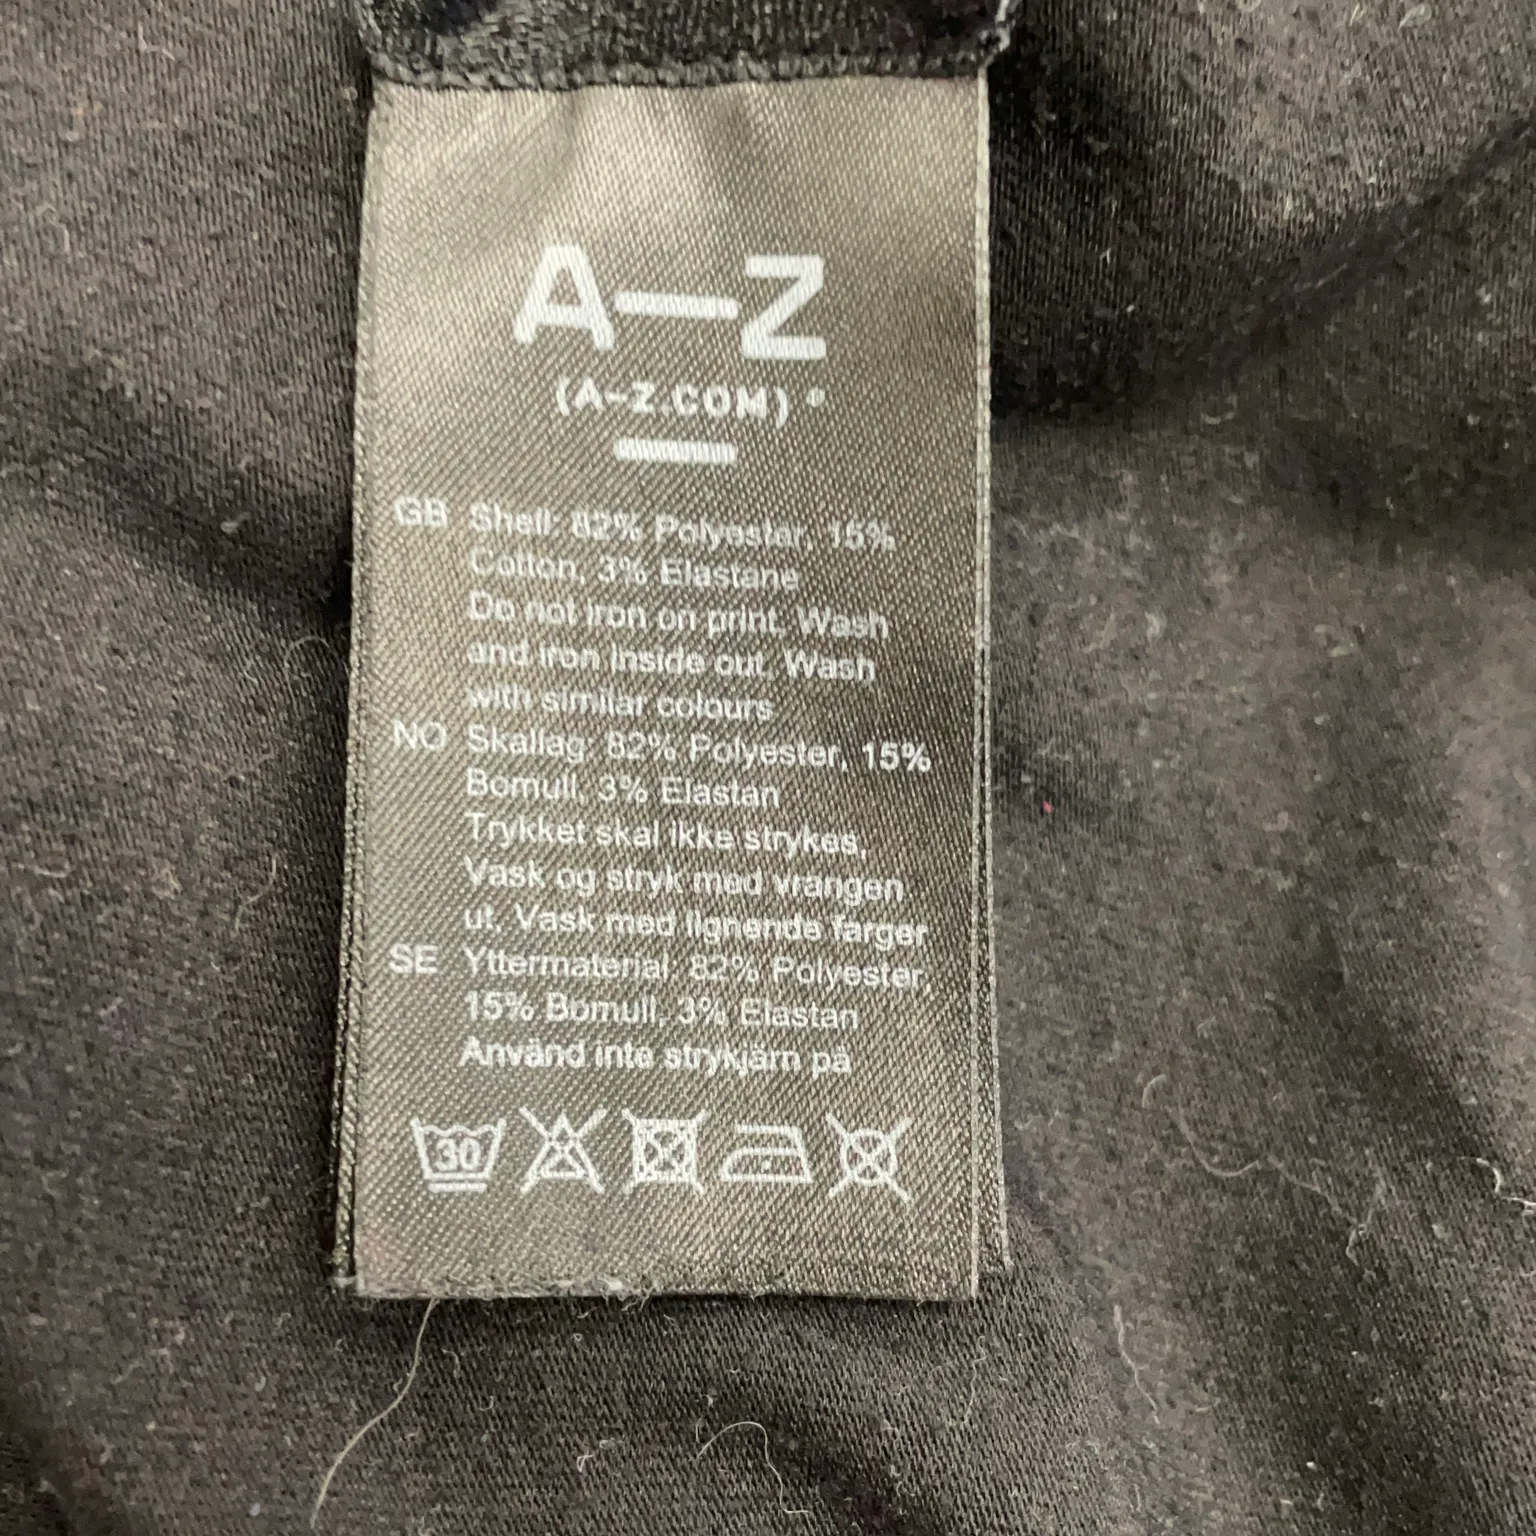 A-Z
(A-Z.COM)®
GB Shell: 82% Polyester, 15%
Cotton, 3% Elastane
Do not iron on print, Wash
and iron inside out, Wash
with similar colours
NO Skallag: 82% Polyester, 15%
Bomull, 3% Elastan
Trykket skal ikke strykes,
Vask og stryk med vrangen
ut, Vask med lignende farger
SE Yttermaterial: 82% Polyester,
15% Bomull, 3% Elastan
Använd inte strykjärn på
30